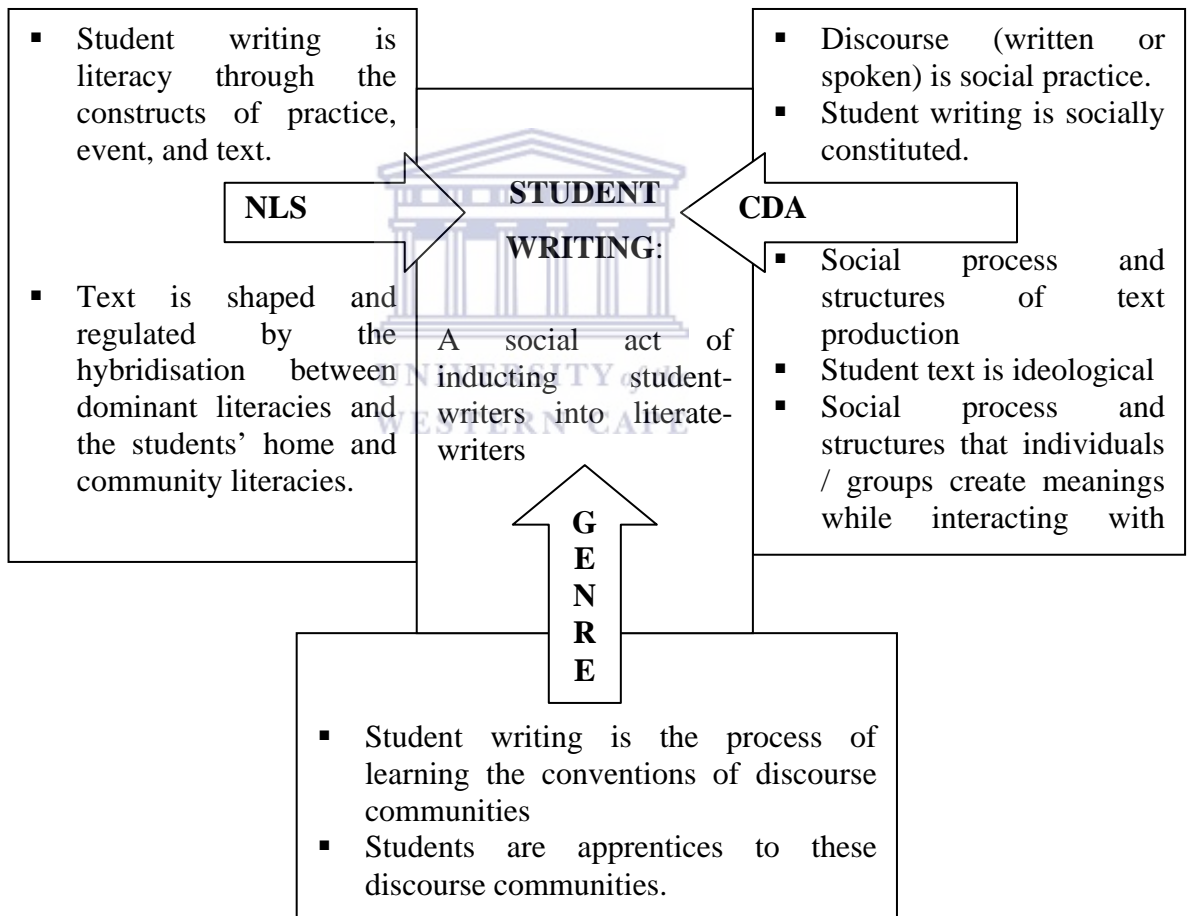 ▪ Student writing is
literacy through the
constructs of practice,
event, and text.
NLS
▪ Text is shaped and
regulated by the
hybridisation between
dominant literacies and
the students’ home and
community literacies.
STUDENT
WRITING:
A social act of
inducting student-
writers into literate-
writers
UNIVERSITY of the
WESTERN CAPE
▪ Discourse (written or
spoken) is social practice.
▪ Student writing is socially
constituted.
CDA
▪ Social process and
structures of text
production
▪ Student text is ideological
▪ Social process and
structures that individuals
/ groups create meanings
while interacting with
G
E
N
R
E
▪ Student writing is the process of
learning the conventions of discourse
communities
▪ Students are apprentices to these
discourse communities.